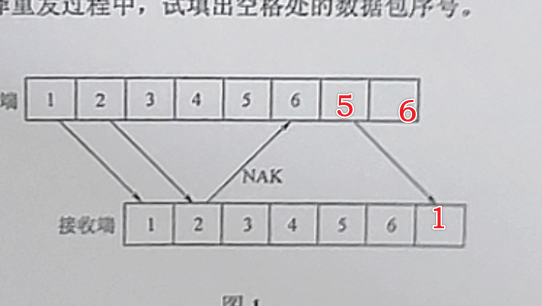 重发过程中，试填出空格处的数据包序号。
端 1 2 3 4 5 6 5 6
NAK
接收端 1 2 3 4 5 6 1
图1